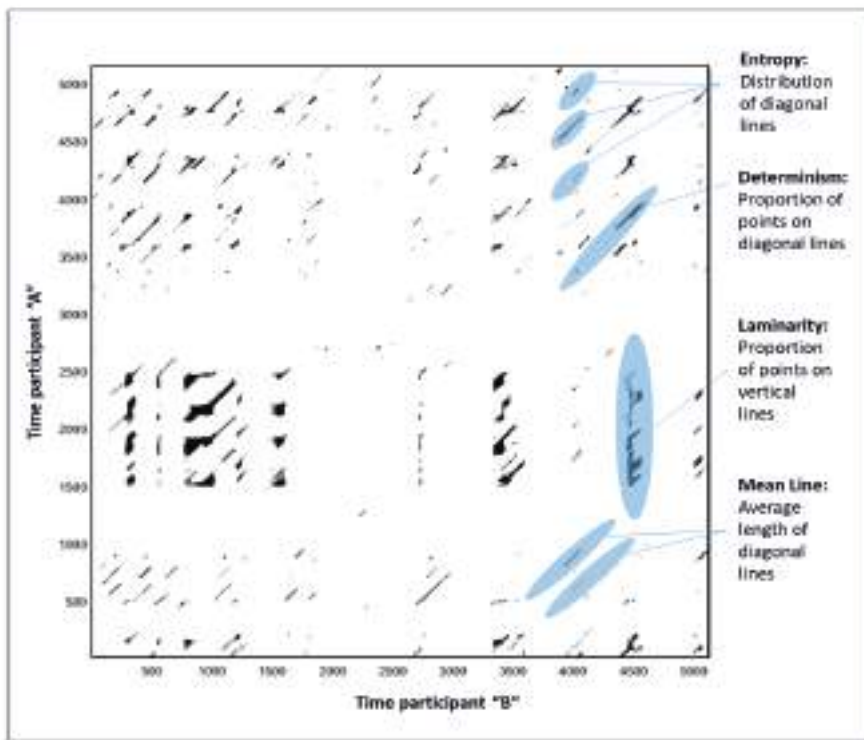 Entropy:
Distribution
of diagonal
lines
Determinism:
Proportion of
points on
diagonal lines
Laminarity:
Proportion
of points on
vertical
lines
Mean Line:
Average
length of
diagonal
lines
Time participant "A"
5000
4500
4000
3500
3000
2500
2000
1500
1000
500
500 1000 1500 2000 2500 3000 3500 4000 4500 5000
Time participant "B"